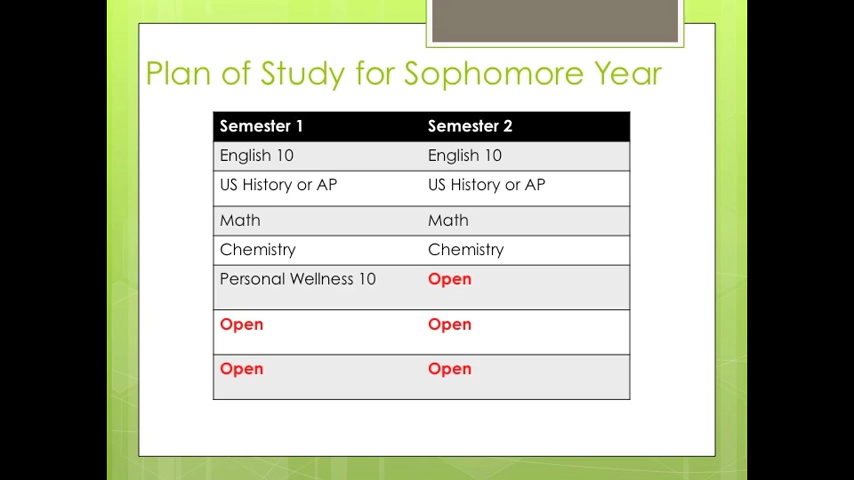 Plan of Study for Sophomore Year
Semester 1 Semester 2
English 10 English 10
US History or AP US History or AP
Math Math
Chemistry Chemistry
Personal Wellness 10 Open
Open Open
Open Open